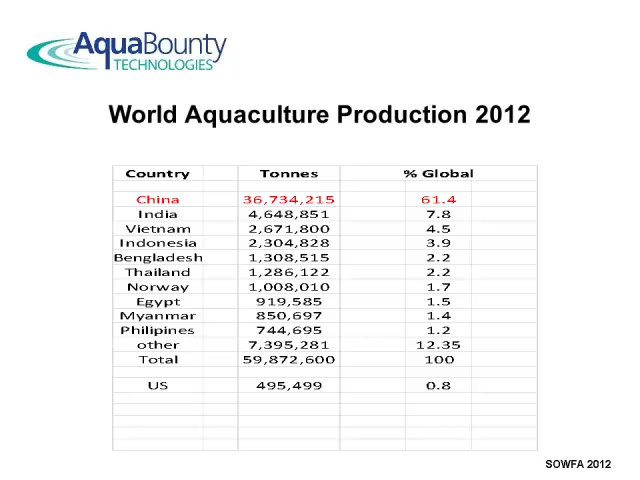 AquaBounty
TECHNOLOGIES
World Aquaculture Production 2012
Country Tonnes % Global
China 36,734,215 61.4
India 4,648,851 7.8
Vietnam 2,671,800 4.5
Indonesia 2,304,828 3.9
Bengladesh 1,308,515 2.2
Thailand 1,286,122 2.2
Norway 1,008,010 1.7
Egypt 919,585 1.5
Myanmar 850,697 1.4
Philipines 744,695 1.2
other 7,395,281 12.35
Total 59,872,600 100
US 495,499 0.8
SOWFA 2012